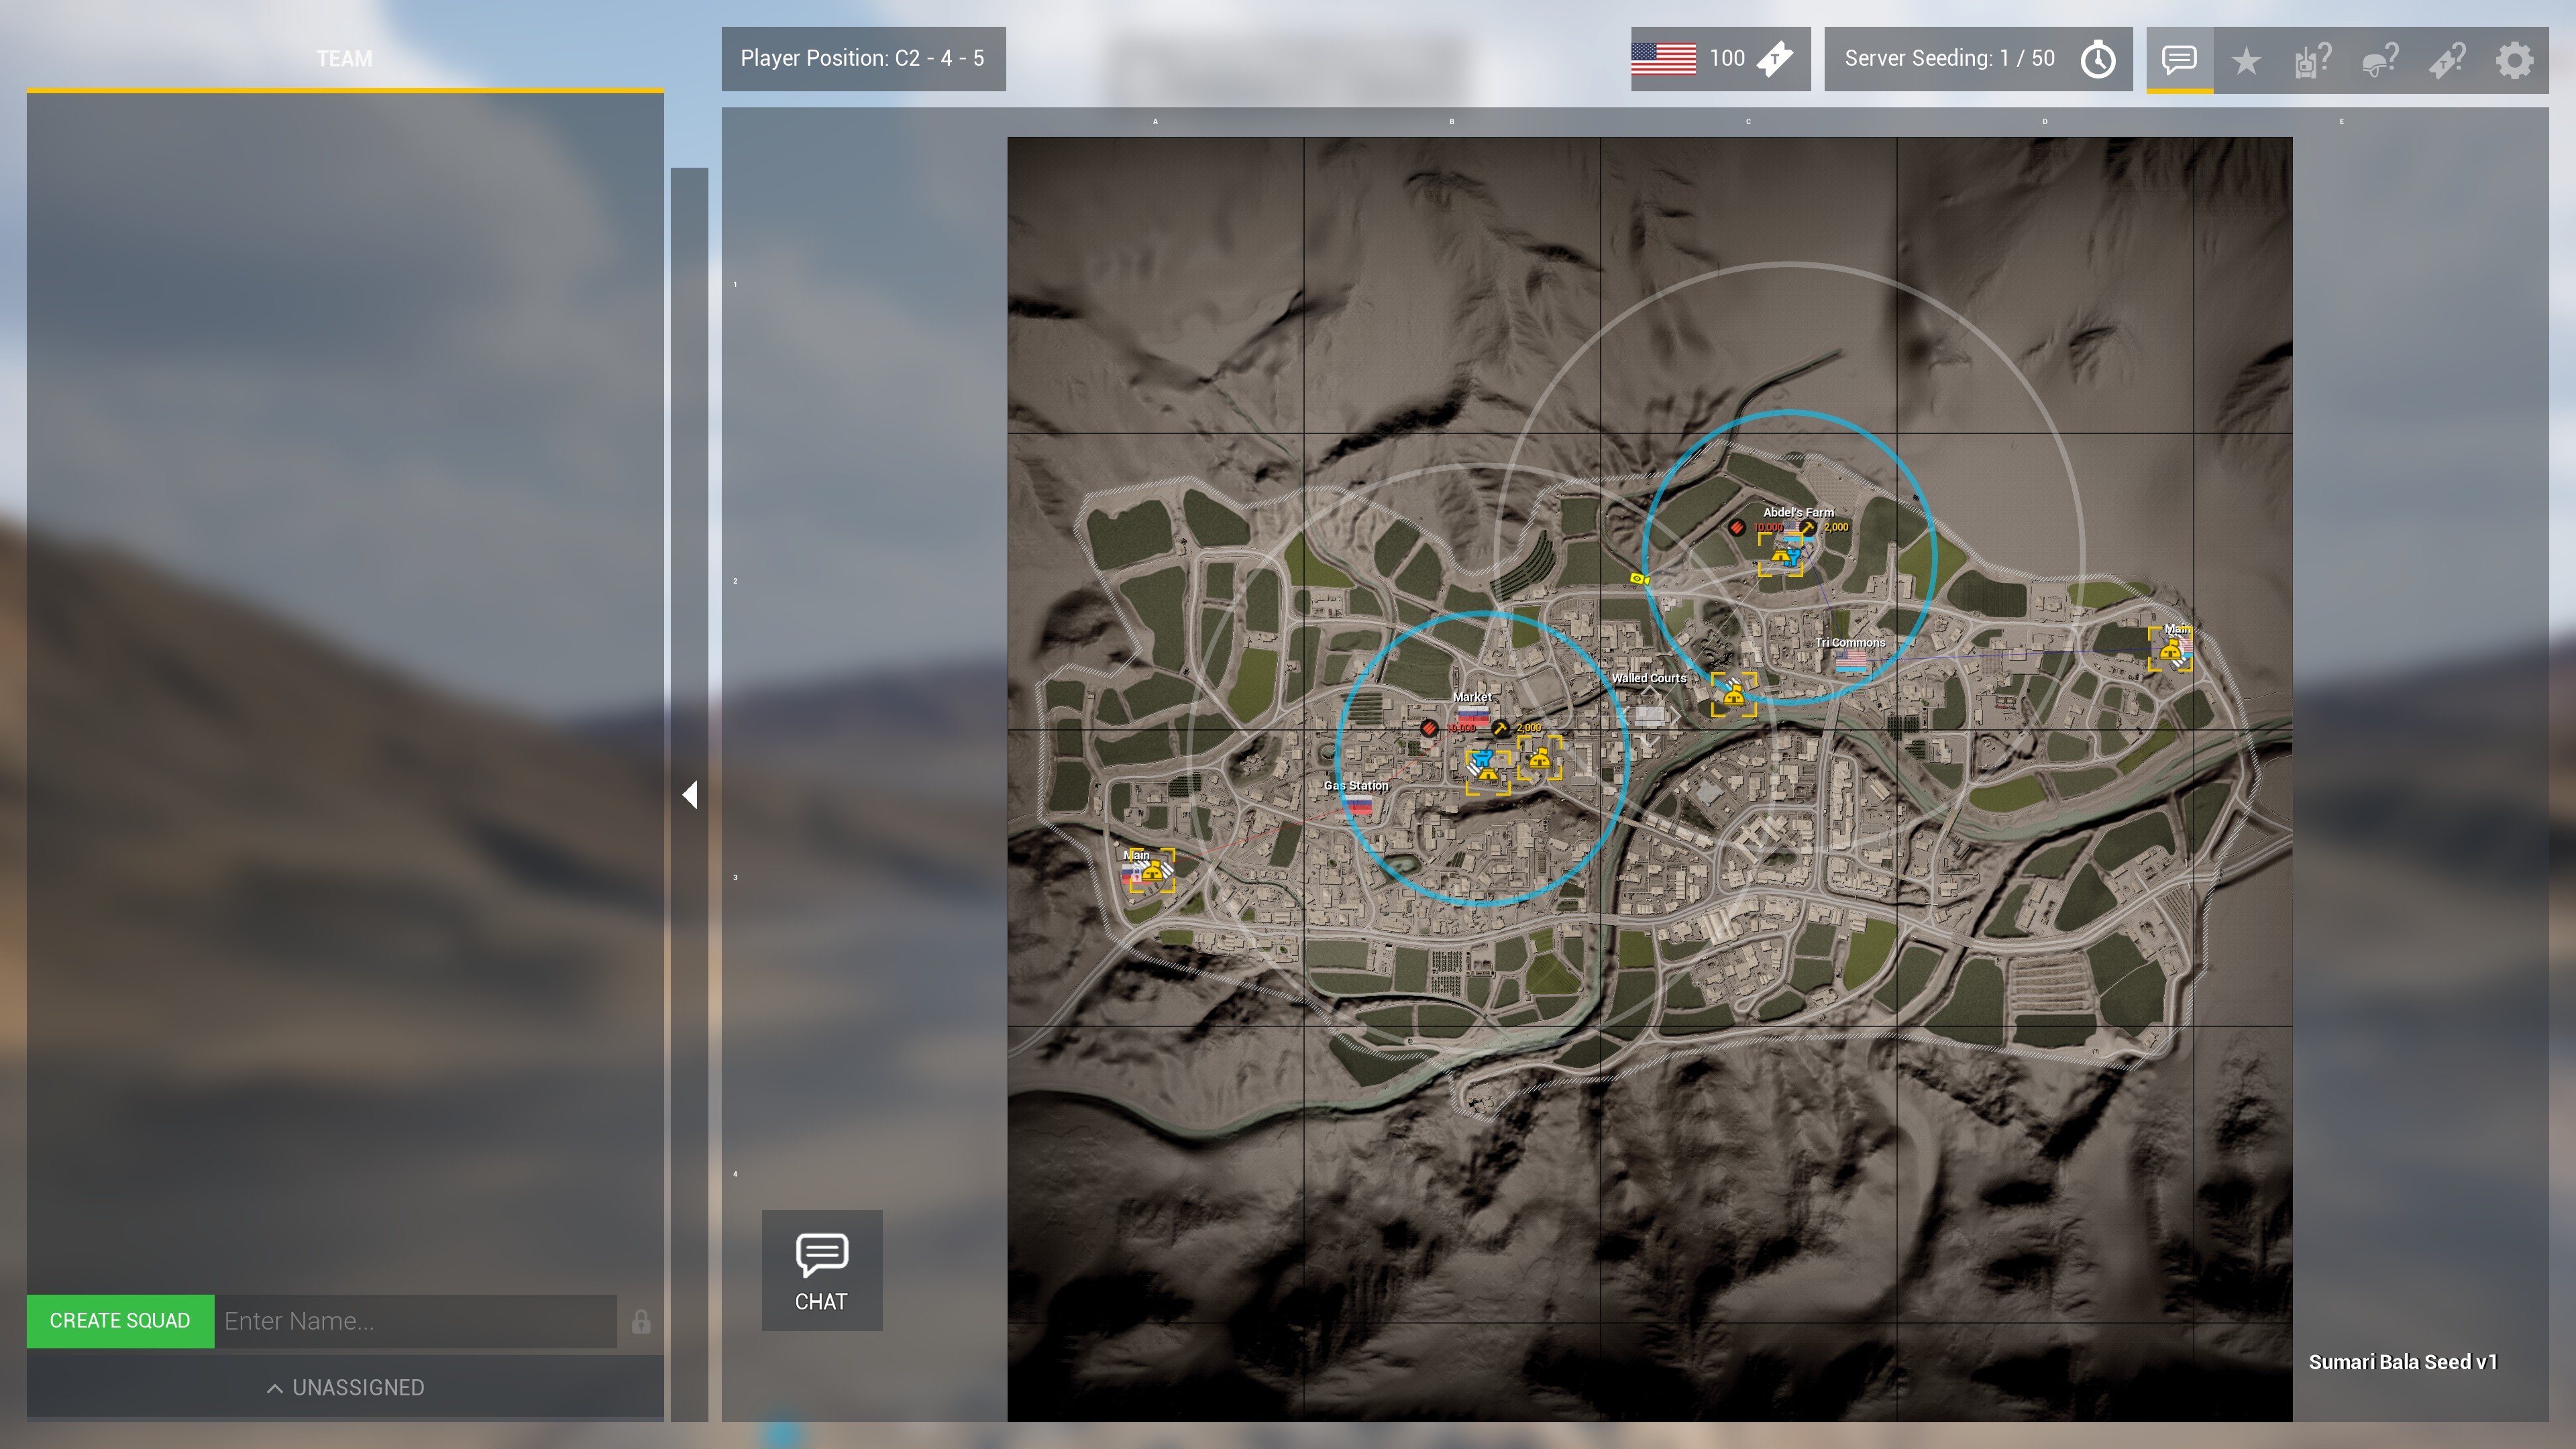 TEAM
Player Position: C2 - 4 - 5
100
Server Seeding: 1 / 50
A
B
C
D
E
1
2
3
4
Abdel's Farm
10,000
2,000
Main
Tri Commons
Walled Courts
Market
10,000
2,000
Gas Station
Main
CHAT
CREATE SQUAD
Enter Name...
UNASSIGNED
Sumari Bala Seed v1